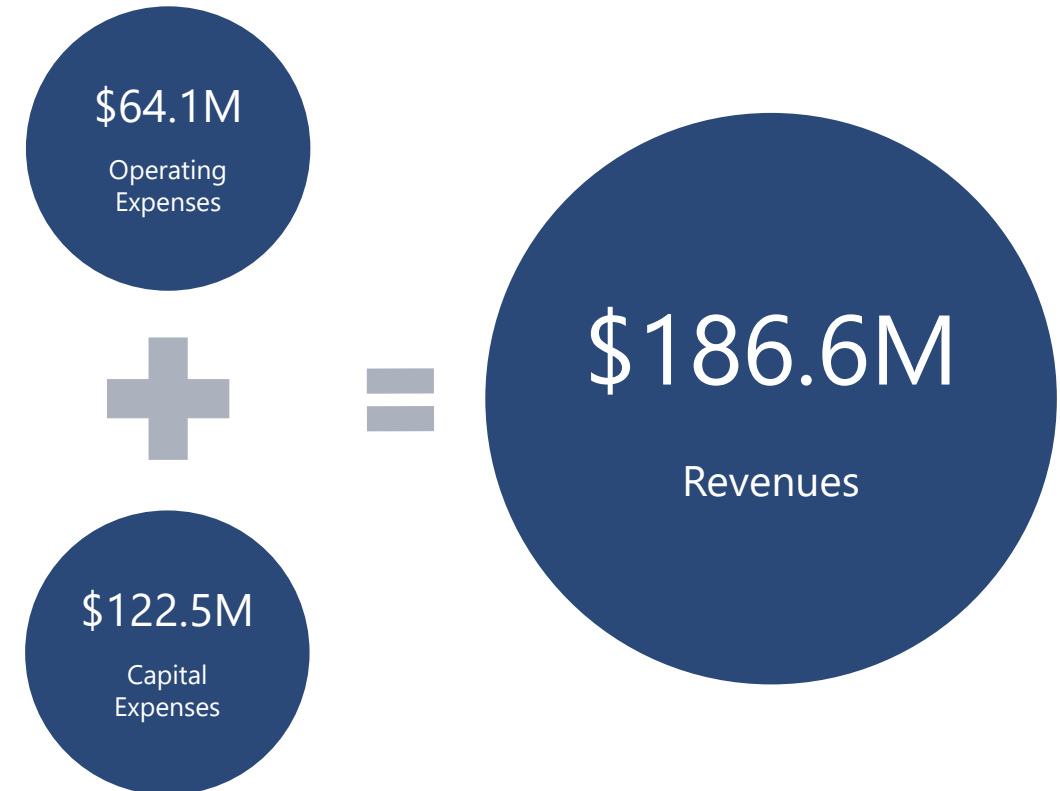 $64.1M
Operating
Expenses
$122.5M
Capital
Expenses
$186.6M
Revenues